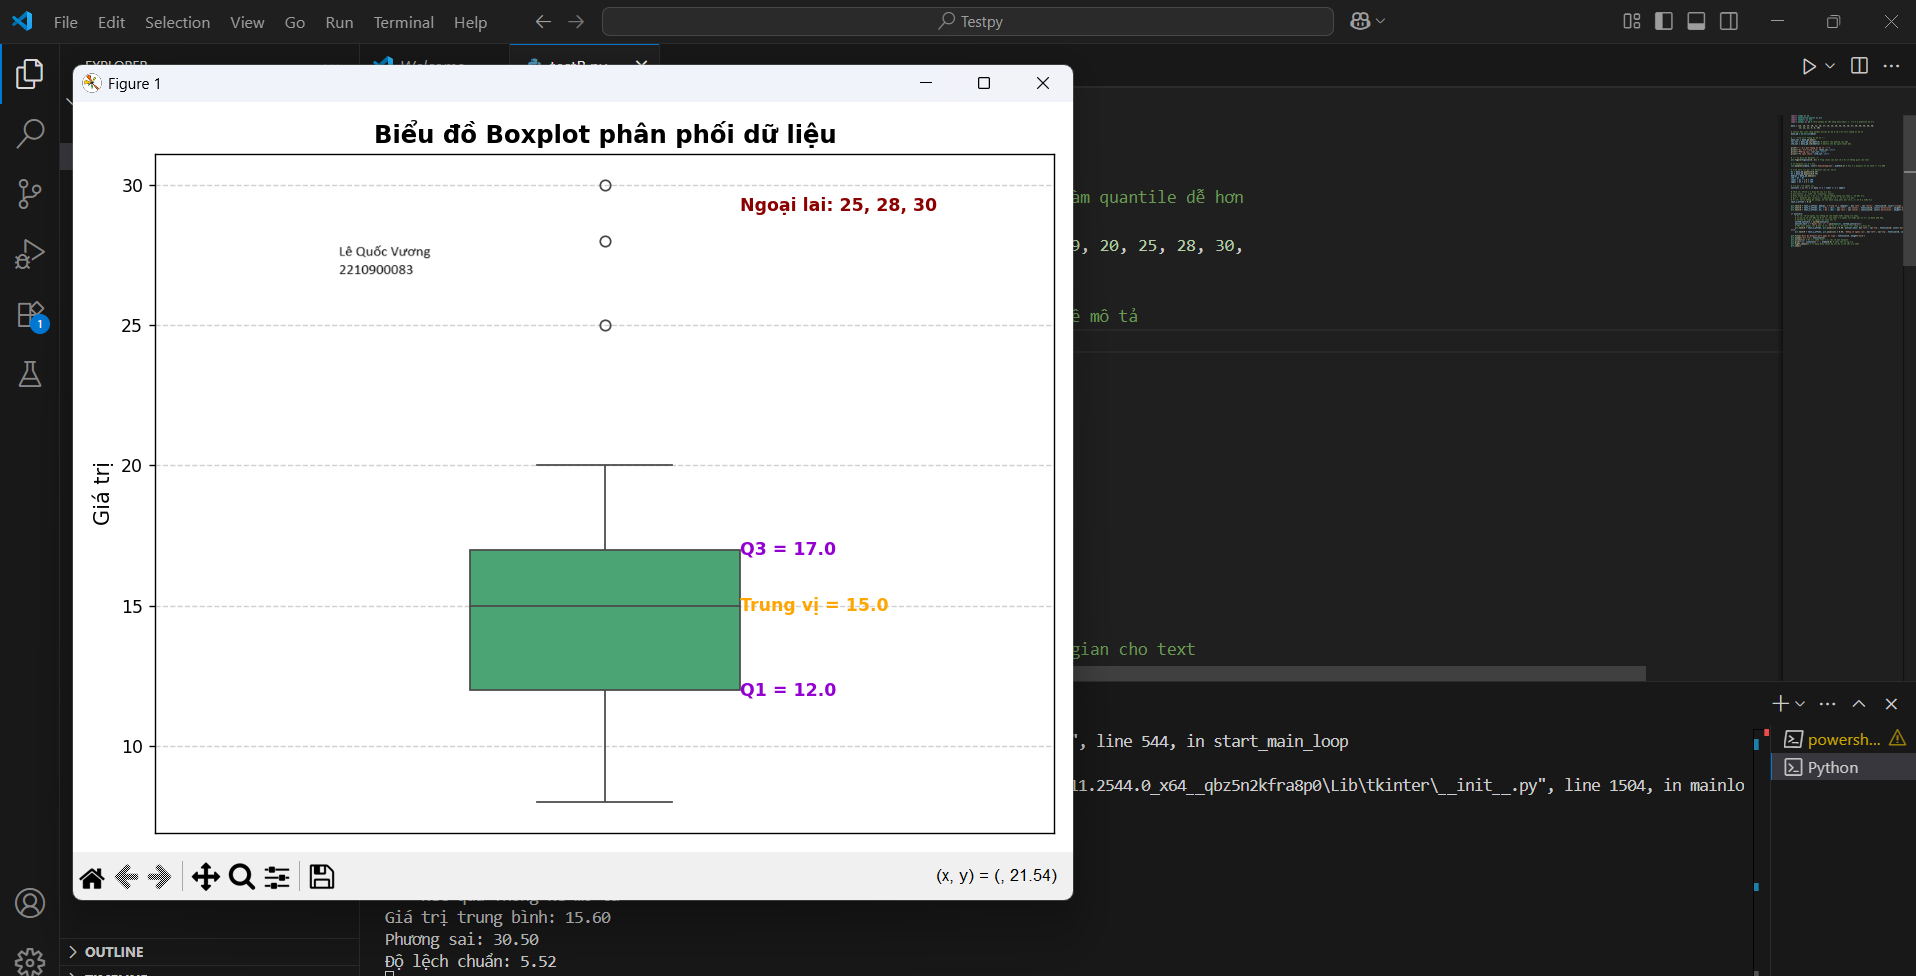 File Edit Selection View Go Run Terminal Help
Testpy
Figure 1
Biểu đồ Boxplot phân phối dữ liệu
30
Ngoại lai: 25, 28, 30
Lê Quốc Vương
2210900083
25
20
Giá trị
Q3 = 17.0
15
Trung vị = 15.0
Q1 = 12.0
10
(x, y) = (, 21.54)
àm quantile dễ hơn
9, 20, 25, 28, 30,
ê mô tả
gian cho text
", line 544, in start_main_loop
11.2544.0_x64__qbz5n2kfra8p0\Lib\tkinter\__init__.py", line 1504, in mainlo
powersh...
Python
1
Giá trị trung bình: 15.60
Phương sai: 30.50
Độ lệch chuẩn: 5.52
OUTLINE